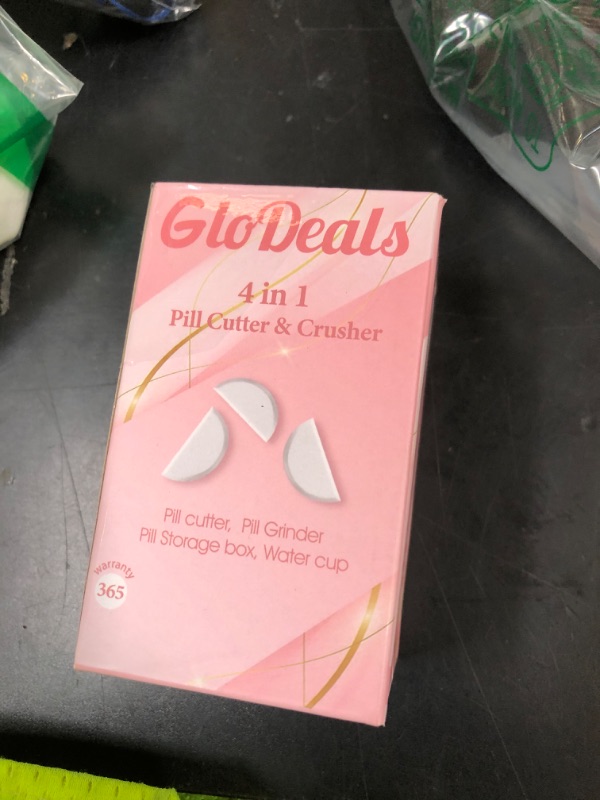 GloDeals
4 in 1
Pill Cutter & Crusher
Pill cutter, Pill Grinder
Pill Storage box, Water cup
warranty
365